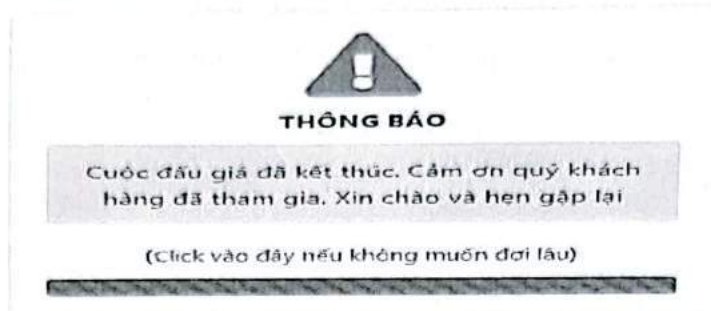 THÔNG BÁO
Cuộc đấu giá đã kết thúc. Cảm ơn quý khách
hàng đã tham gia. Xin chào và hẹn gặp lại
(Click vào đây nếu không muốn đợi lâu)